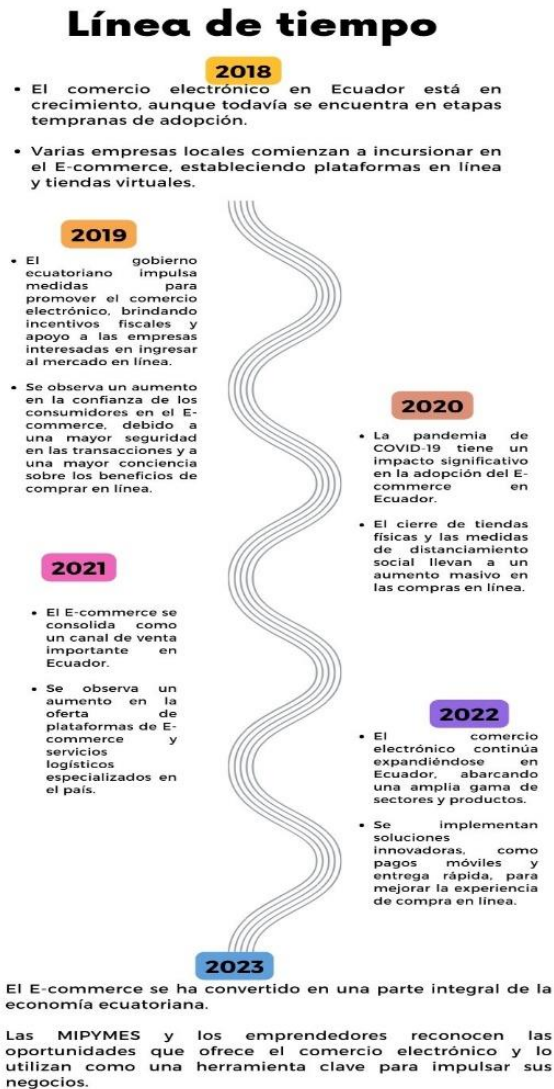 Línea de tiempo
2018
• El comercio electrónico en Ecuador está en
crecimiento, aunque todavía se encuentra en etapas
tempranas de adopción.
• Varias empresas locales comienzan a incursionar en
el E-commerce, estableciendo plataformas en línea
y tiendas virtuales.
2019
• El gobierno
ecuatoriano impulsa
medidas para
promover el comercio
electrónico, brindando
incentivos fiscales y
apoyo a las empresas
interesadas en ingresar
al mercado en línea.
• Se observa un aumento
en la confianza de los
consumidores en el E-
commerce, debido a
una mayor seguridad
en las transacciones y a
una mayor conciencia
sobre los beneficios de
comprar en línea.
2020
• La pandemia de
COVID-19 tiene un
impacto significativo
en la adopción del E-
commerce en
Ecuador.
• El cierre de tiendas
físicas y las medidas
de distanciamiento
social llevan a un
aumento masivo en
las compras en línea.
2021
• El E-commerce se
consolida como
un canal de venta
importante en
Ecuador.
• Se observa un
aumento en la
oferta de
plataformas de E-
commerce y
servicios
logísticos
especializados en
el país.
2022
• El comercio
electrónico continúa
expandiéndose en
Ecuador, abarcando
una amplia gama de
sectores y productos.
• Se implementan
soluciones
innovadoras, como
pagos móviles y
entrega rápida, para
mejorar la experiencia
de compra en línea.
2023
El E-commerce se ha convertido en una parte integral de la
economía ecuatoriana.
Las MIPYMES y los emprendedores reconocen las
oportunidades que ofrece el comercio electrónico y lo
utilizan como una herramienta clave para impulsar sus
negocios.